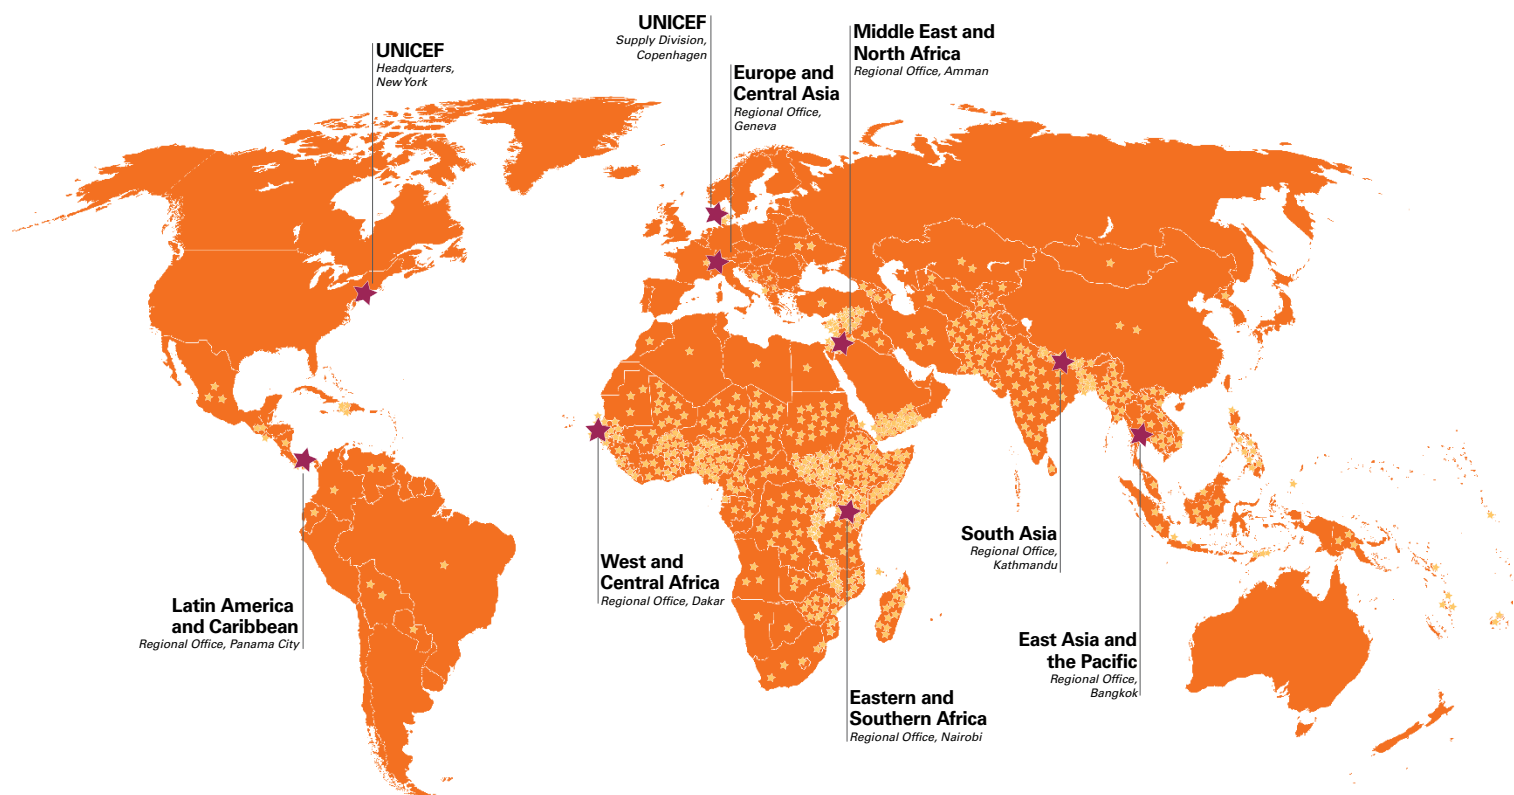 UNICEF
Headquarters,
New York
UNICEF
Supply Division,
Copenhagen
Europe and
Central Asia
Regional Office,
Geneva
Middle East and
North Africa
Regional Office, Amman
Latin America
and Caribbean
Regional Office, Panama City
West and
Central Africa
Regional Office, Dakar
Eastern and
Southern Africa
Regional Office, Nairobi
South Asia
Regional Office,
Kathmandu
East Asia and
the Pacific
Regional Office,
Bangkok